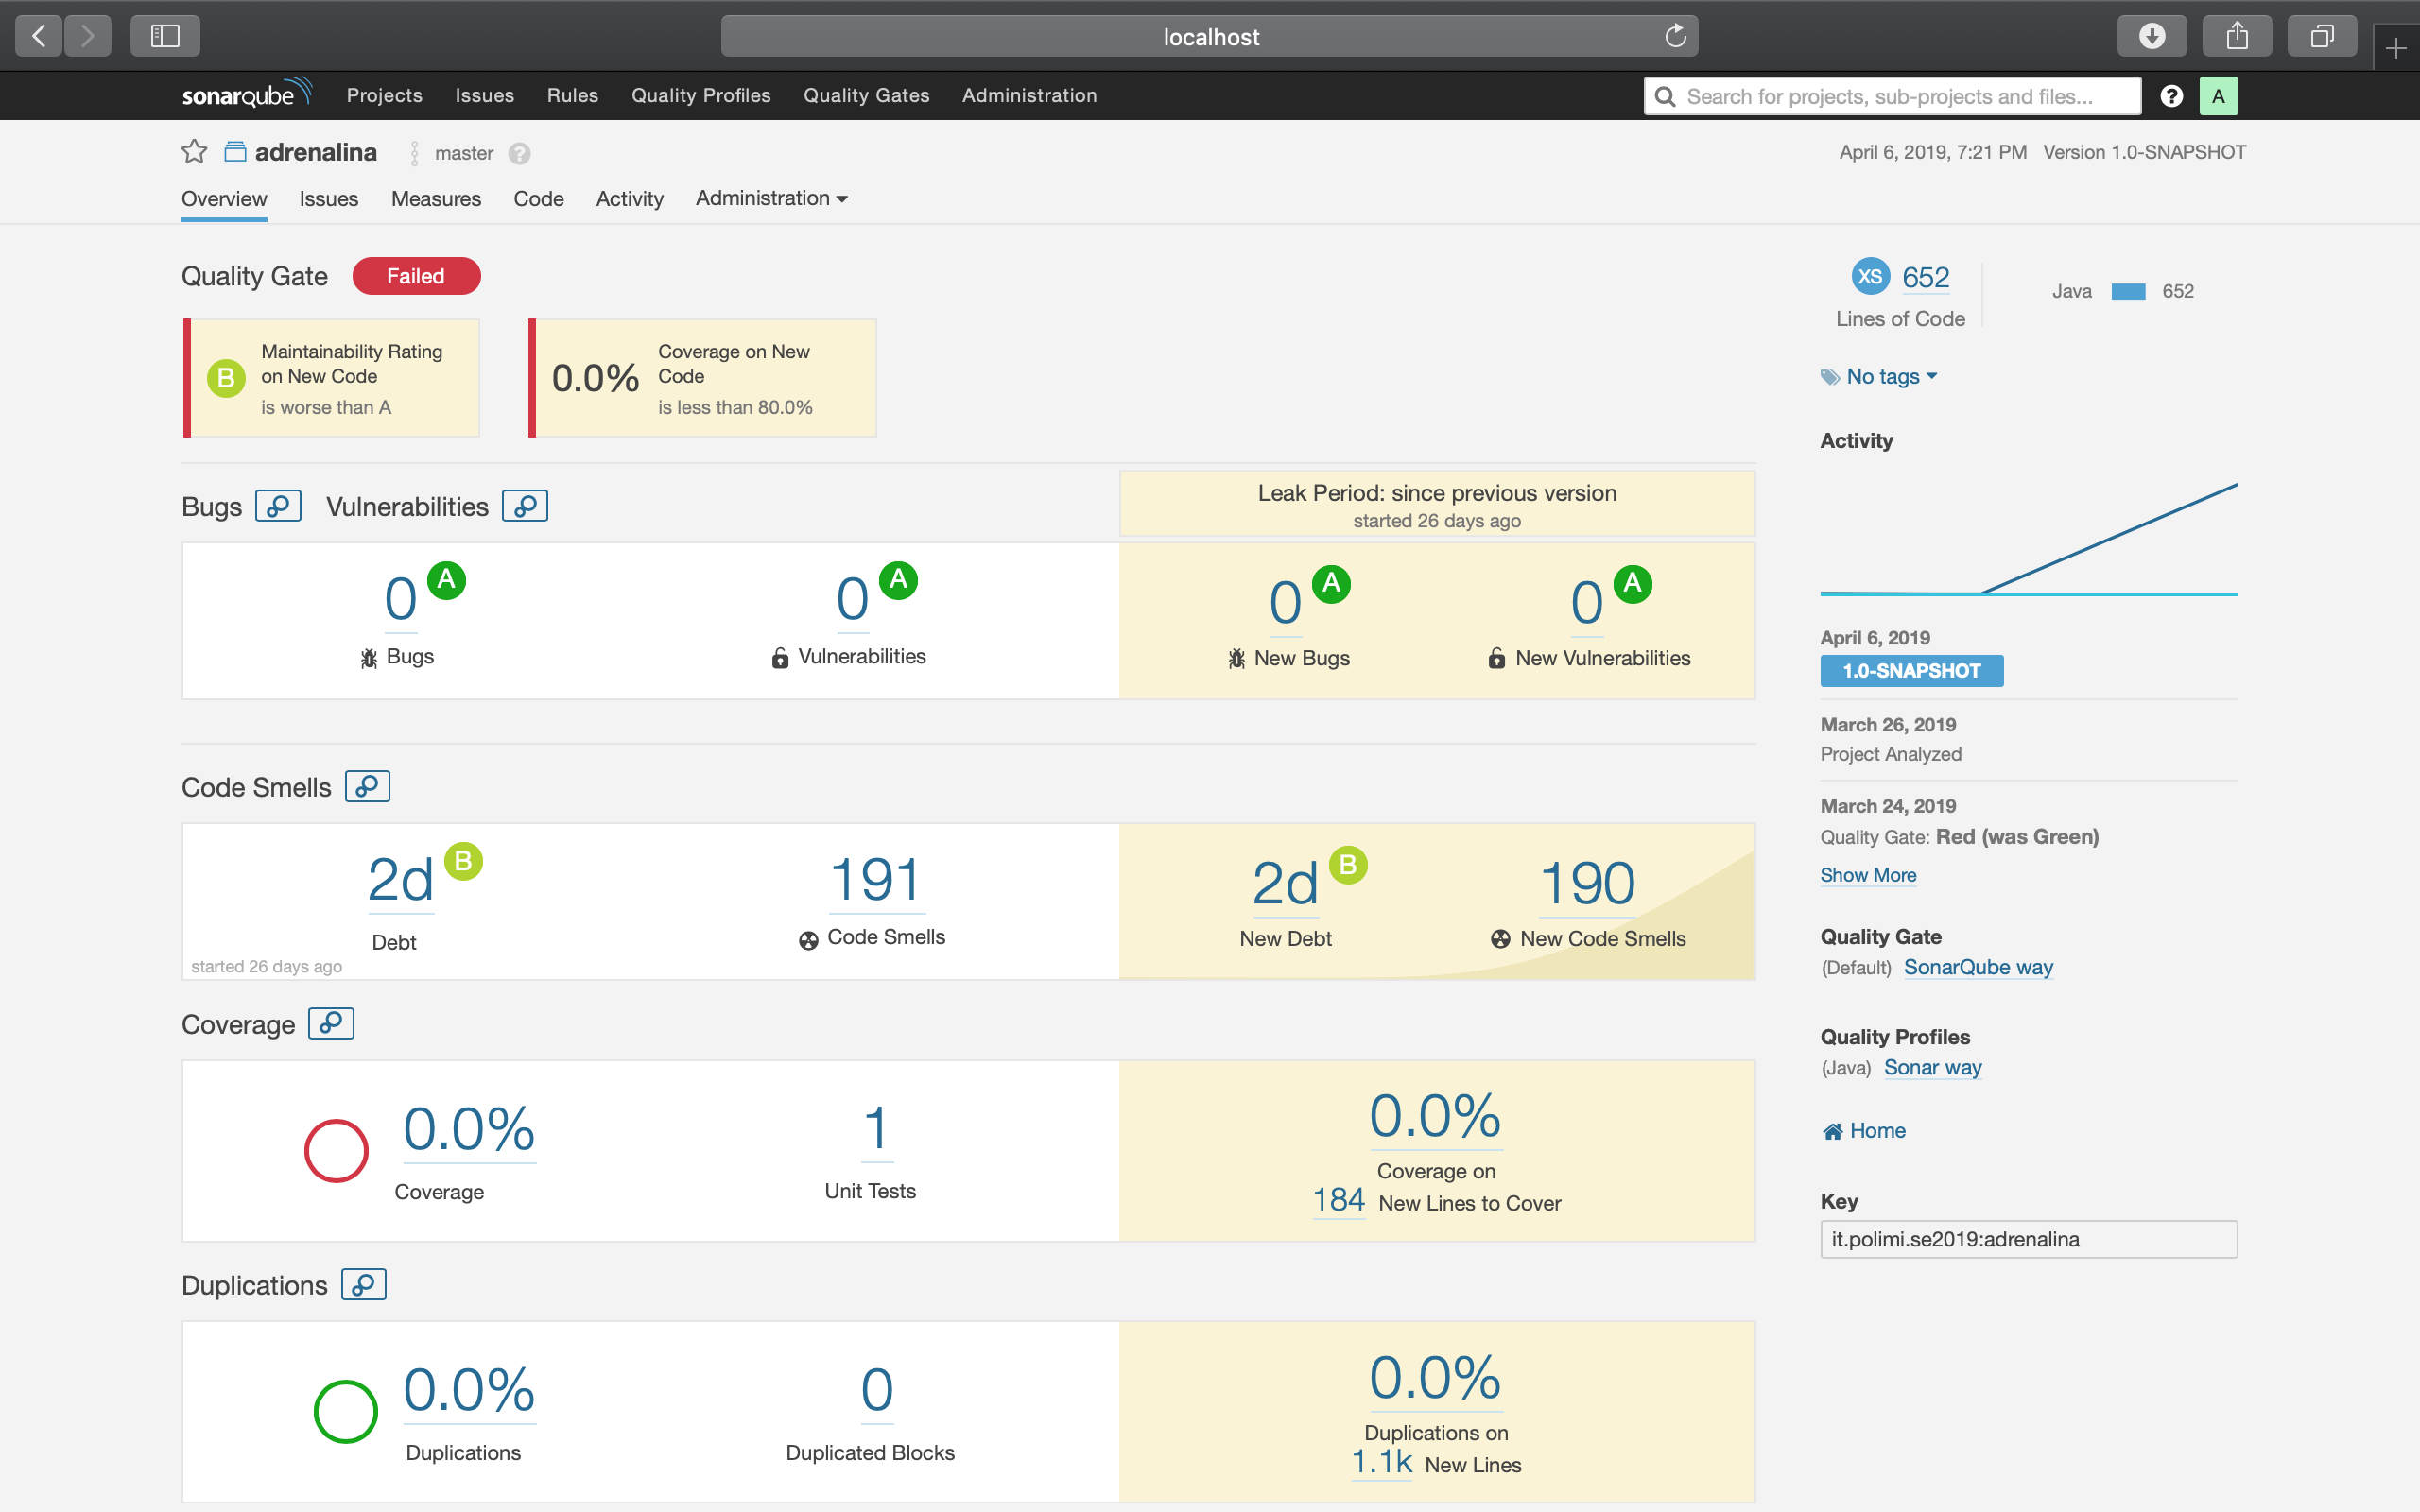 localhost
sonarqube Projects Issues Rules Quality Profiles Quality Gates Administration Search for projects, sub-projects and files... ? A
adrenalina master ? April 6, 2019, 7:21 PM Version 1.0-SNAPSHOT
Overview Issues Measures Code Activity Administration
Quality Gate Failed
B Maintainability Rating
on New Code
is worse than A
0.0% Coverage on New
Code
is less than 80.0%
Bugs Vulnerabilities
Leak Period: since previous version
started 26 days ago
0 A
Bugs
0 A
Vulnerabilities
0 A
New Bugs
0 A
New Vulnerabilities
Code Smells
2d B
Debt
started 26 days ago
191
Code Smells
2d B
New Debt
190
New Code Smells
Coverage
0.0%
Coverage
1
Unit Tests
0.0%
Coverage on
184 New Lines to Cover
Duplications
0.0%
Duplications
0
Duplicated Blocks
0.0%
Duplications on
1.1k New Lines
XS 652
Lines of Code
Java 652
No tags
Activity
April 6, 2019
1.0-SNAPSHOT
March 26, 2019
Project Analyzed
March 24, 2019
Quality Gate: Red (was Green)
Show More
Quality Gate
(Default) SonarQube way
Quality Profiles
(Java) Sonar way
Home
Key
it.polimi.se2019:adrenalina